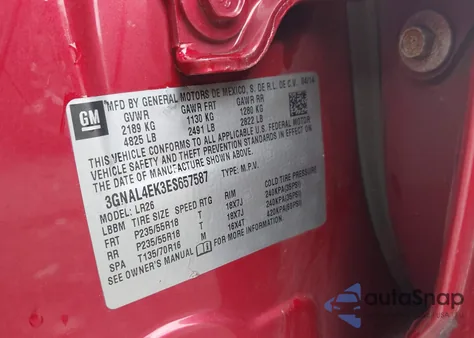 GM
MFD BY GENERAL MOTORS DE MEXICO, S. DE R.L. DE C.V. 04/14
GVWR GAWR FRT GAWR RR
2189 KG 1130 KG 1280 KG
4825 LB 2491 LB 2822 LB
THIS VEHICLE CONFORMS TO ALL APPLICABLE U.S. FEDERAL MOTOR
VEHICLE SAFETY AND THEFT PREVENTION STANDARDS IN EFFECT ON
THE DATE OF MANUFACTURE SHOWN ABOVE.
3GNAL4EK3ES657587 TYPE: M.P.V.
MODEL: LR26
LBBM TIRE SIZE SPEED RTG RIM COLD TIRE PRESSURE
FRT P235/55R18 T 18X7J 240KPA(35PSI)
RR P235/55R18 T 18X7J 240KPA(35PSI)
SPA T135/70R16 M 16X4T 420KPA(60PSI)
SEE OWNER'S MANUAL FOR MORE INFORMATION.
autoSnap